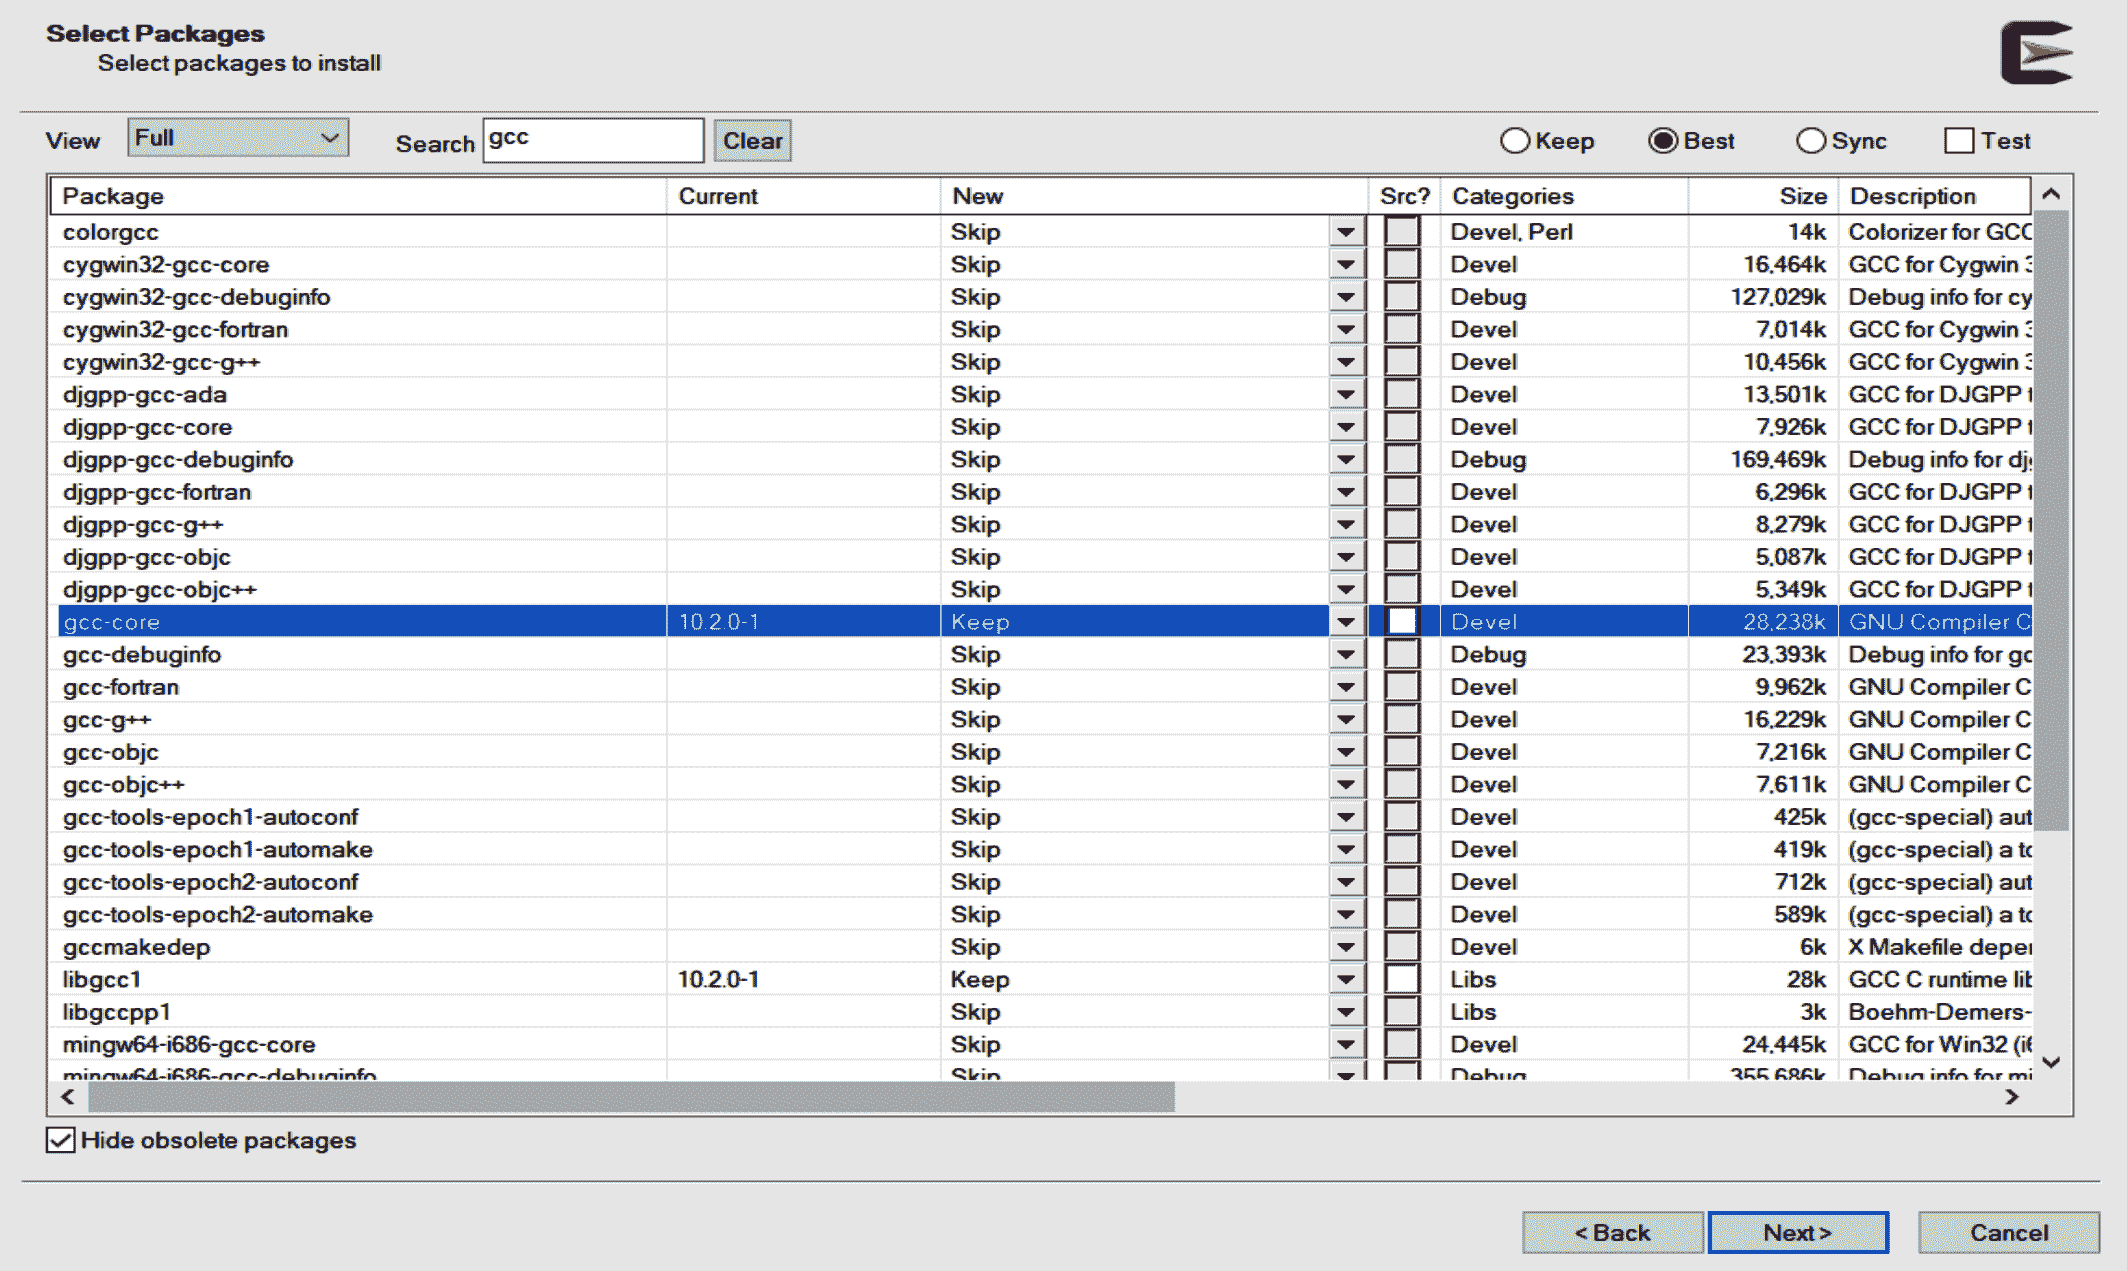 Select Packages
Select packages to install
View Full Search gcc Clear Keep Best Sync Test
Package Current New Src? Categories Size Description
colorgcc Skip Devel, Perl 14k Colorizer for GCC
cygwin32-gcc-core Skip Devel 16,464k GCC for Cygwin
cygwin32-gcc-debuginfo Skip Debug 127,029k Debug info for cy
cygwin32-gcc-fortran Skip Devel 7,014k GCC for Cygwin
cygwin32-gcc-g++ Skip Devel 10,456k GCC for Cygwin
djgpp-gcc-ada Skip Devel 13,501k GCC for DJGPP
djgpp-gcc-core Skip Devel 7,926k GCC for DJGPP
djgpp-gcc-debuginfo Skip Debug 169,469k Debug info for dj
djgpp-gcc-fortran Skip Devel 6,296k GCC for DJGPP
djgpp-gcc-g++ Skip Devel 8,279k GCC for DJGPP
djgpp-gcc-objc Skip Devel 5,087k GCC for DJGPP
djgpp-gcc-objc++ Skip Devel 5,349k GCC for DJGPP
gcc-core 10.2.0-1 Keep Devel 28,238k GNU Compiler C
gcc-debuginfo Skip Debug 23,393k Debug info for gc
gcc-fortran Skip Devel 9,962k GNU Compiler C
gcc-g++ Skip Devel 16,229k GNU Compiler C
gcc-objc Skip Devel 7,216k GNU Compiler C
gcc-objc++ Skip Devel 7,611k GNU Compiler C
gcc-tools-epoch1-autoconf Skip Devel 425k (gcc-special) aut
gcc-tools-epoch1-automake Skip Devel 419k (gcc-special) a to
gcc-tools-epoch2-autoconf Skip Devel 712k (gcc-special) aut
gcc-tools-epoch2-automake Skip Devel 589k (gcc-special) a to
gccmakedep Skip Devel 6k X Makefile deper
libgcc1 10.2.0-1 Keep Libs 28k GCC C runtime lib
libgccpp1 Skip Libs 3k Boehm-Demers-
mingw64-i686-gcc-core Skip Devel 24,445k GCC for Win32 (i6
mingw64-i686-gcc-debuginfo Skip Debug 355,686k Debug info for mi
Hide obsolete packages
< Back Next > Cancel